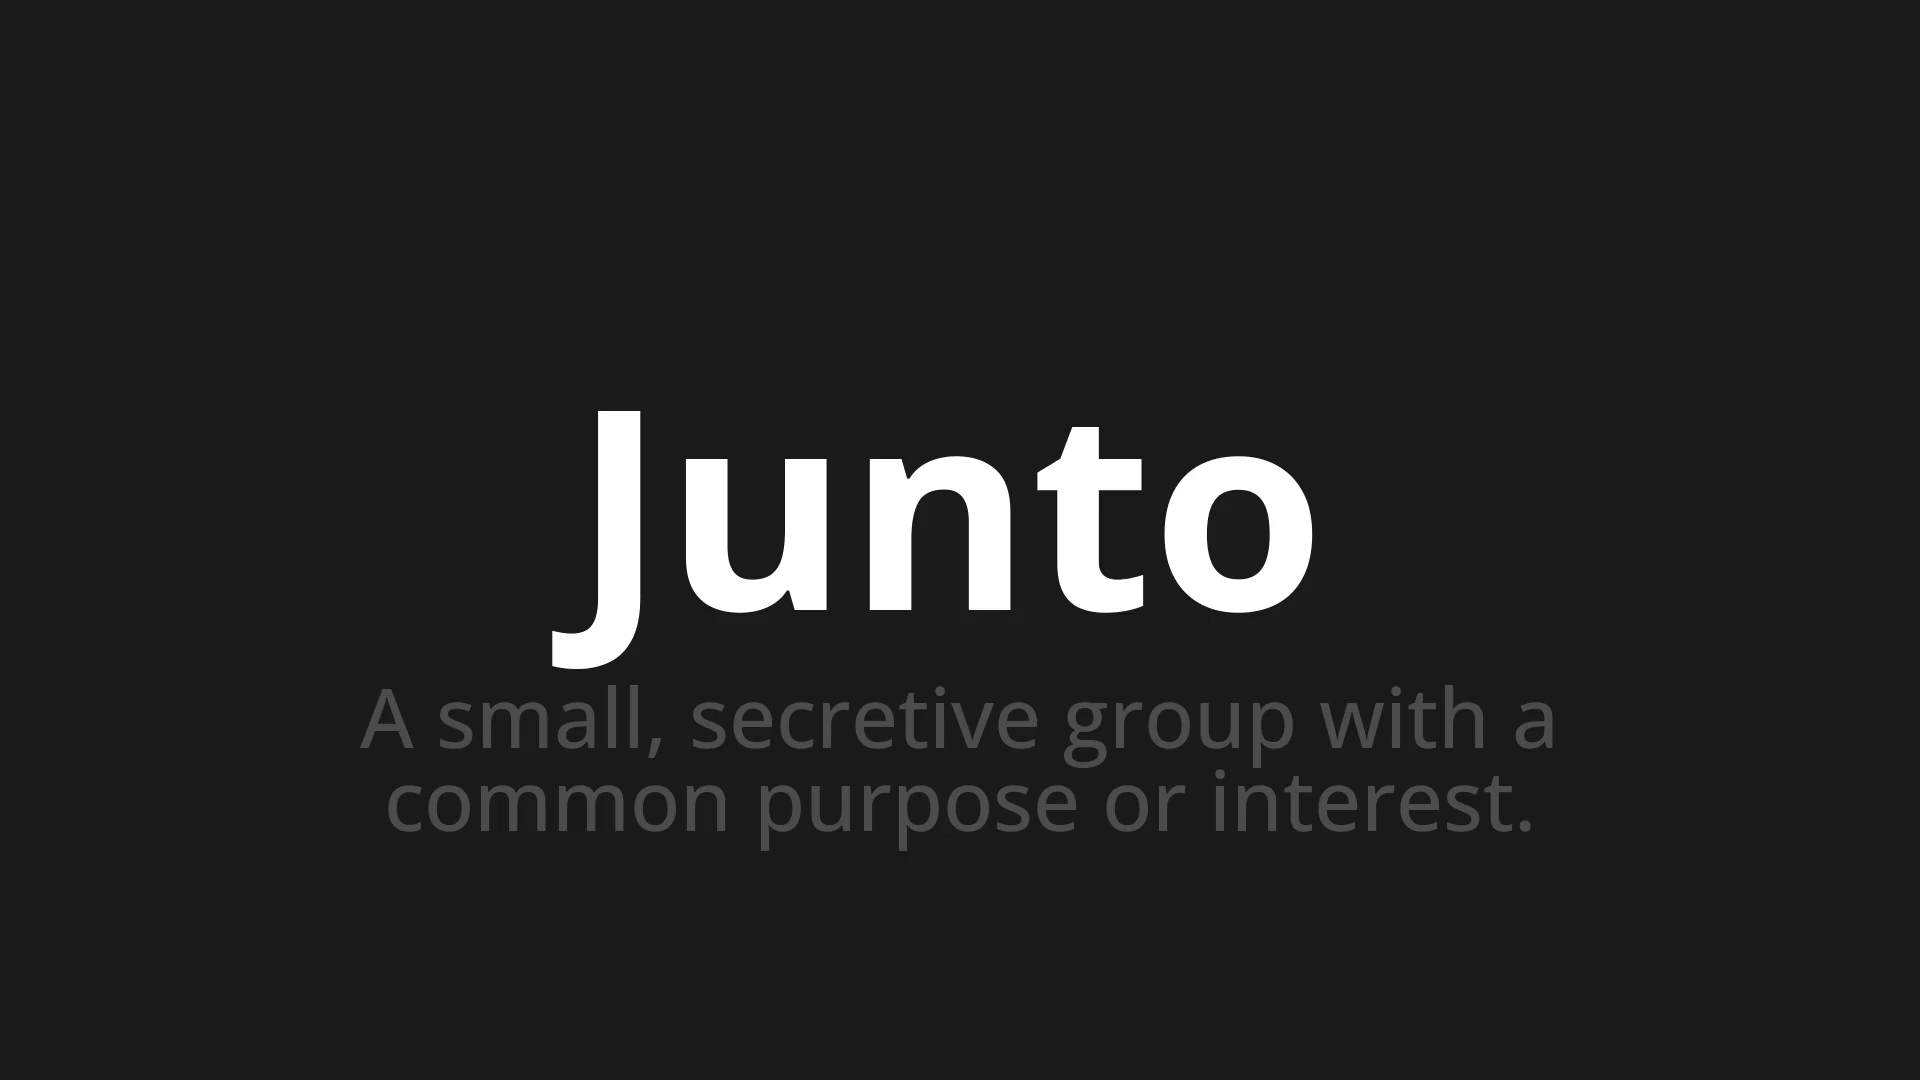 Junto
A small, secretive group with a
common purpose or interest.